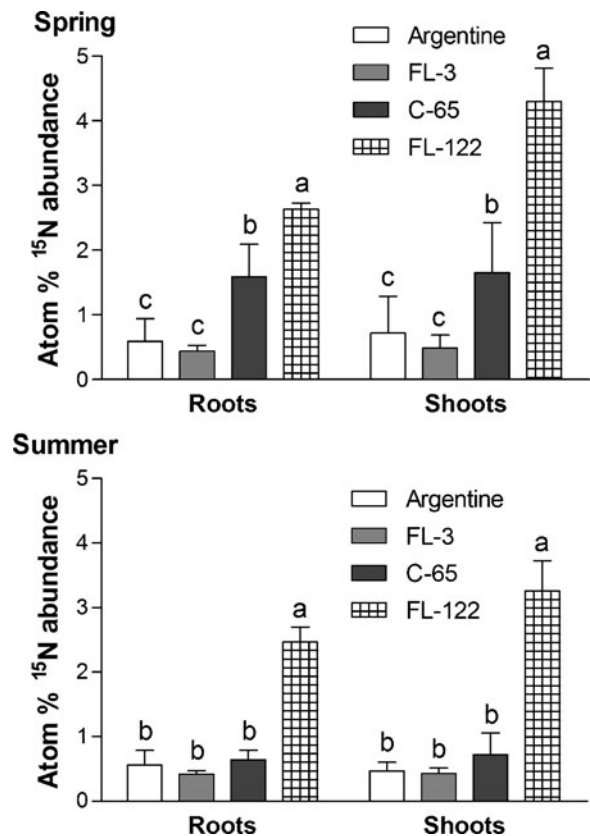 Spring
Argentine
FL-3
C-65
FL-122
Atom % ¹⁵N abundance
5
4
3
2
1
0
c
c
b
a
c
c
b
a
Roots
Shoots
Summer
Argentine
FL-3
C-65
FL-122
Atom % ¹⁵N abundance
5
4
3
2
1
0
b
b
b
a
b
b
b
a
Roots
Shoots